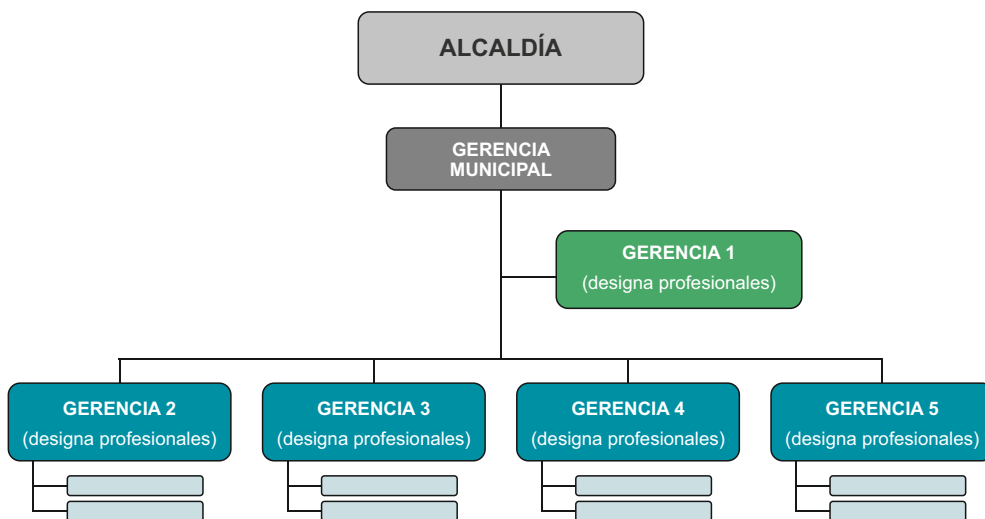 ALCALDÍA
GERENCIA
MUNICIPAL
GERENCIA 1
(designa profesionales)
GERENCIA 2
(designa profesionales)
GERENCIA 3
(designa profesionales)
GERENCIA 4
(designa profesionales)
GERENCIA 5
(designa profesionales)